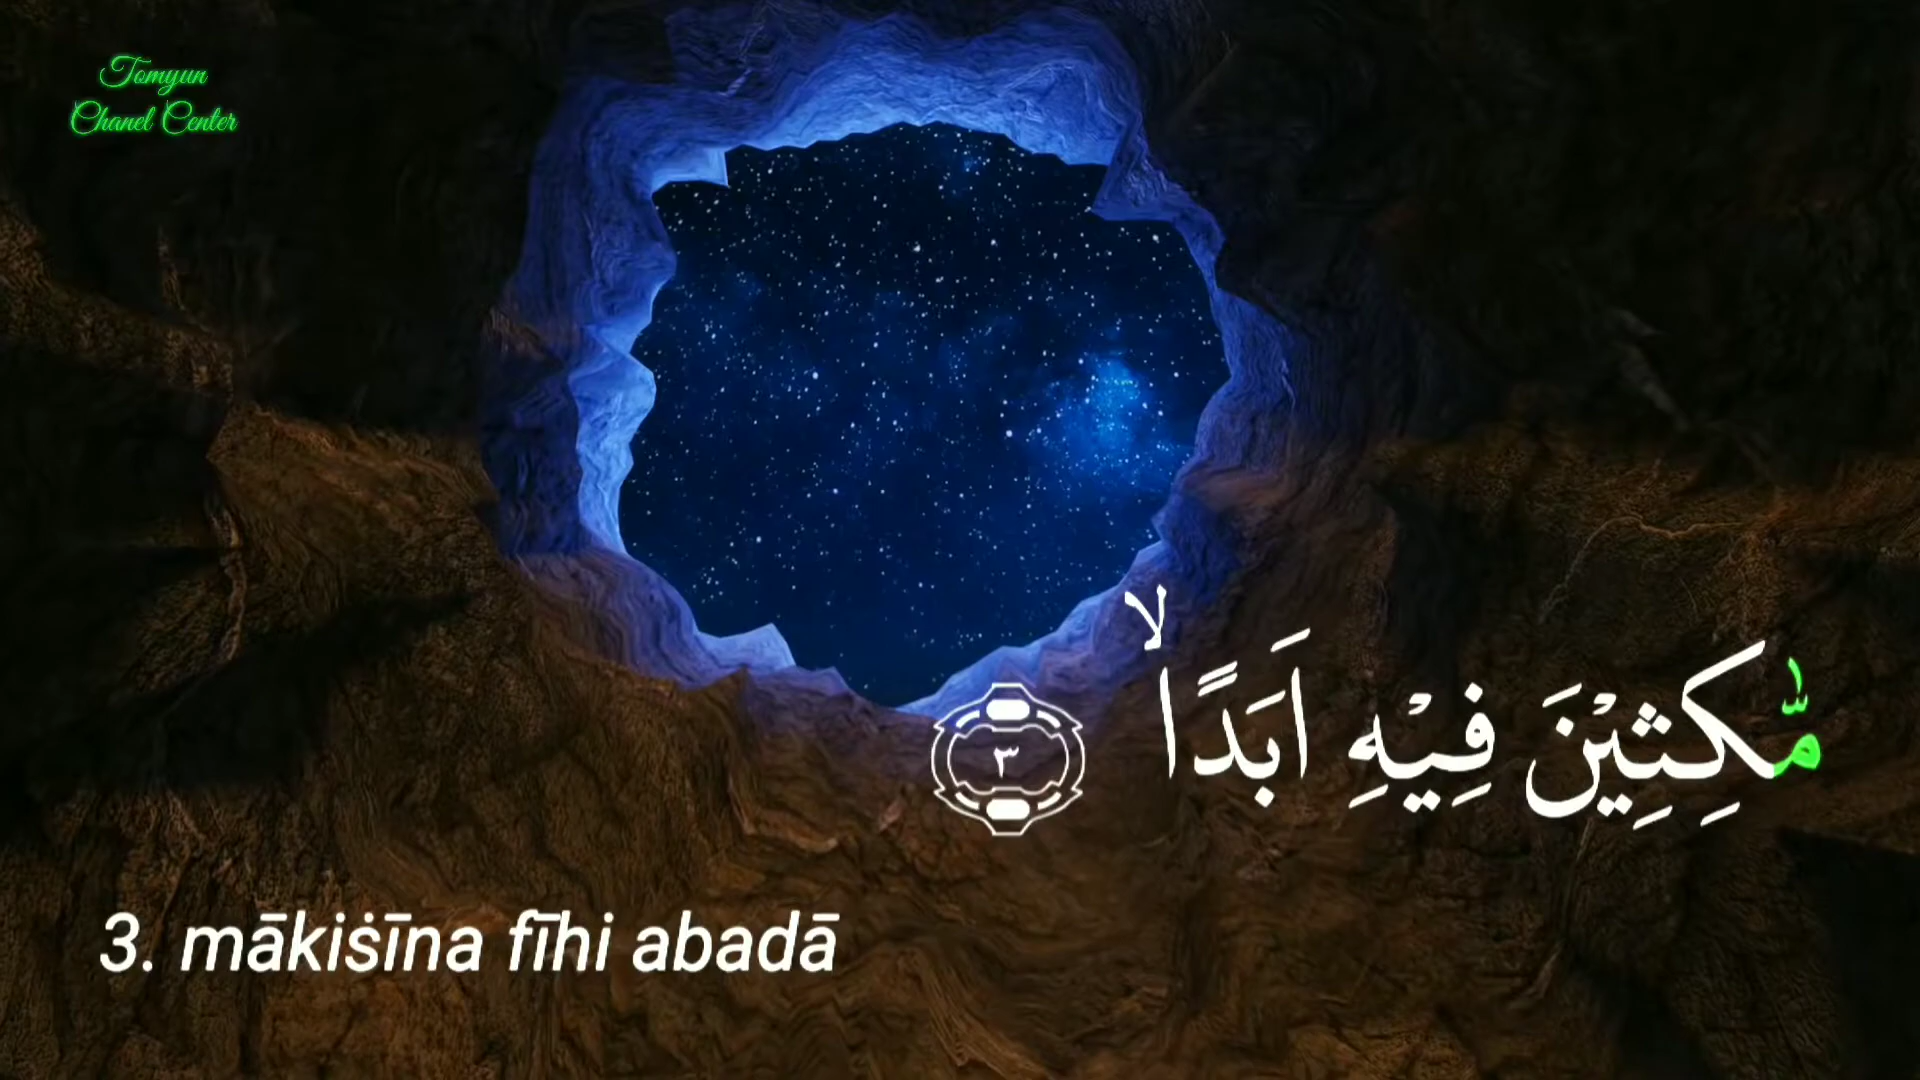 Tomyun
Chanel Center
مّٰكِثِيْنَ فِيْهِ اَبَدًاۙ ٣
3. mākiṡīna fīhi abadā